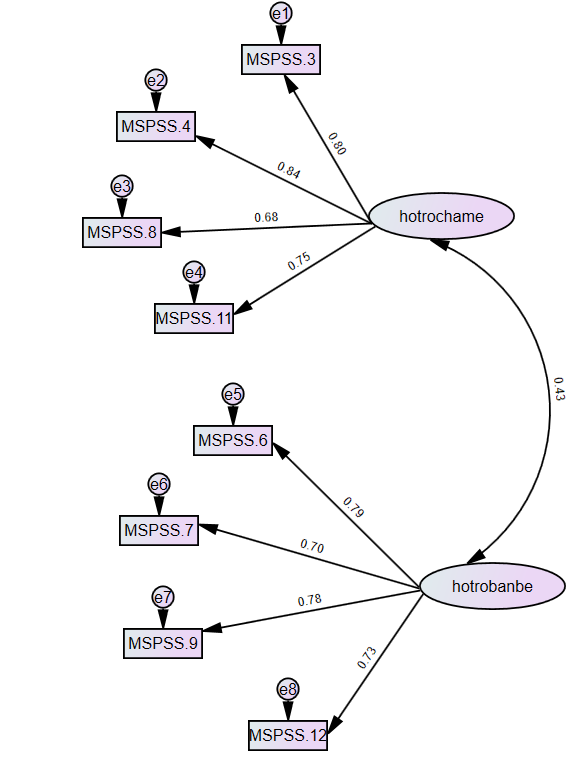 e1
MSPSS.3
e2
MSPSS.4
0.80
0.84
e3
MSPSS.8
0.68
hotrochame
e4
MSPSS.11
0.75
0.43
e5
MSPSS.6
0.79
e6
MSPSS.7
0.70
hotrobanbe
e7
MSPSS.9
0.78
0.73
e8
MSPSS.12